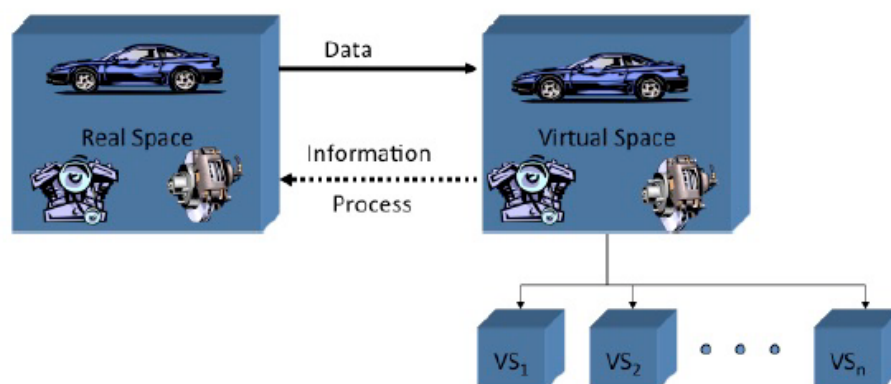 Data
Real Space
Virtual Space
Information
Process
VS₁
VS₂
VSₙ